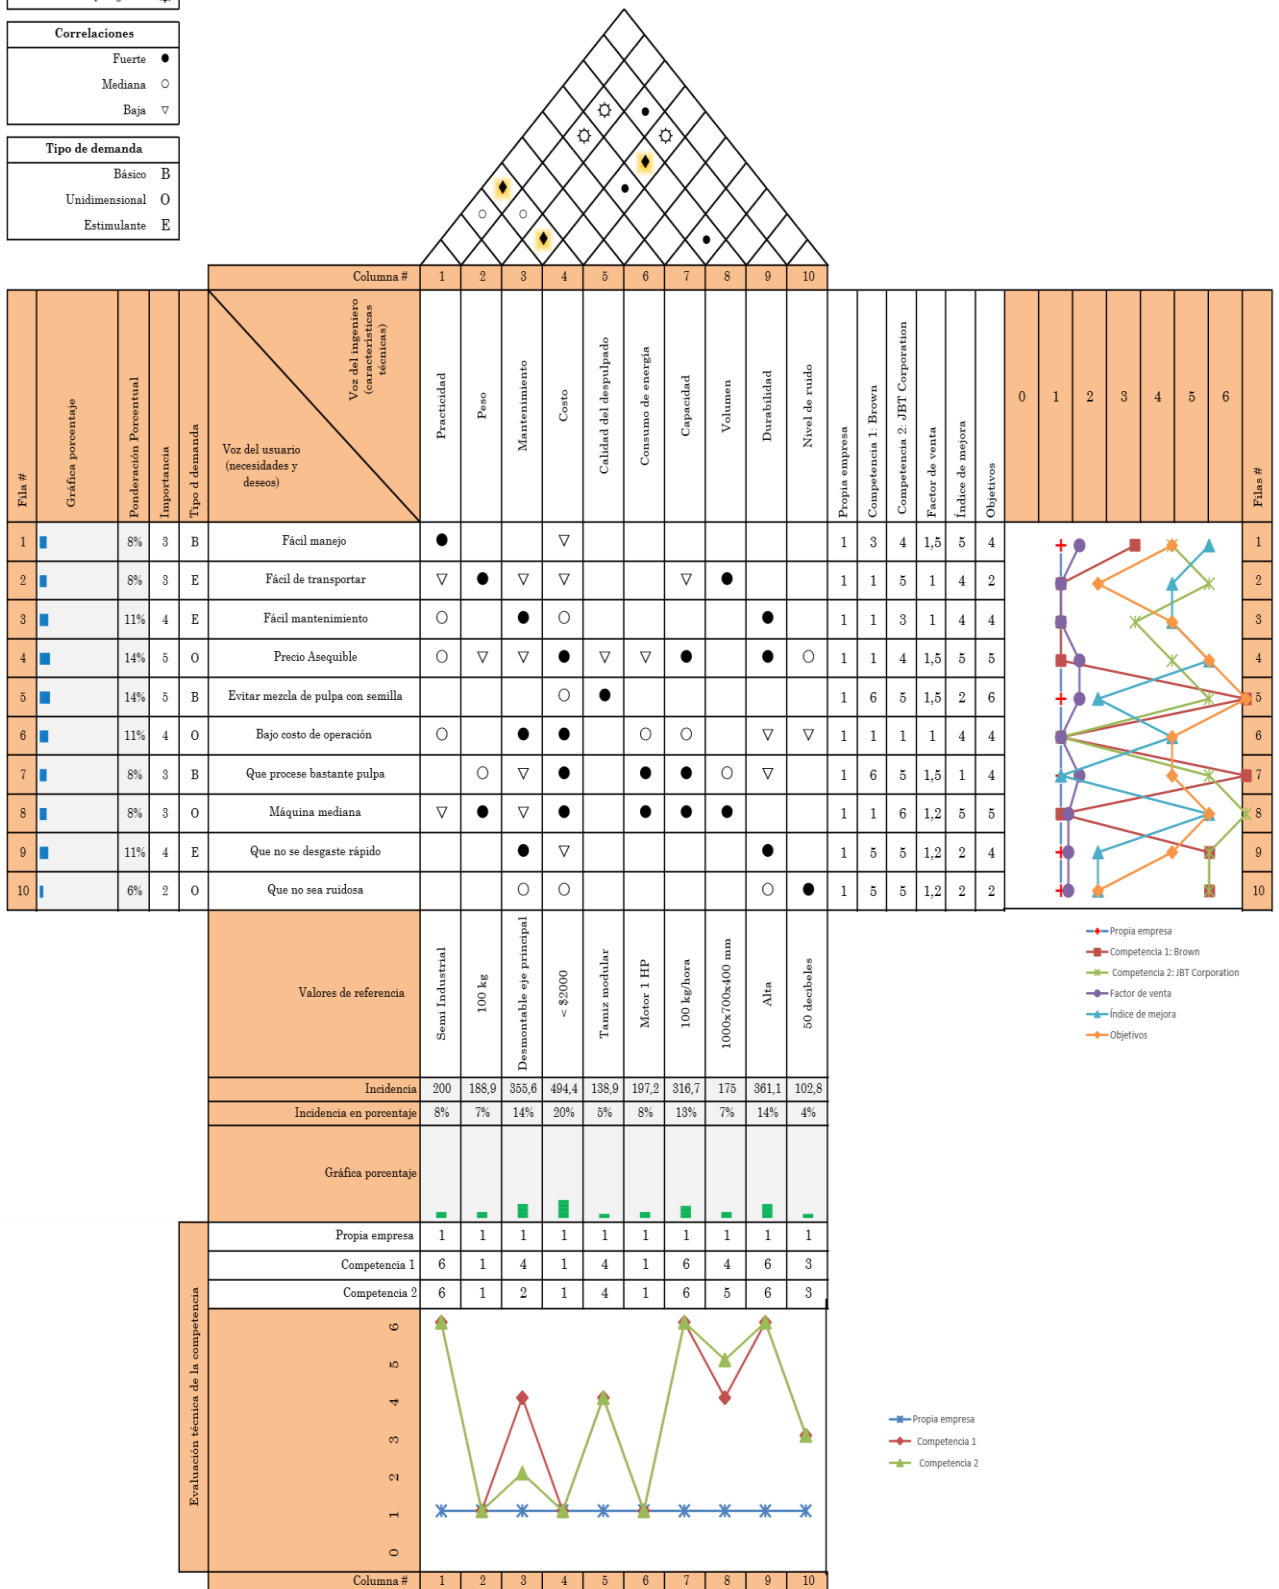 Correlaciones
Fuerte ●
Mediana ○
Baja ▽
Tipo de demanda
Básico B
Unidimensional O
Estimulante E
Columna # 1 2 3 4 5 6 7 8 9 10
Fila #
Gráfica porcentaje
Ponderación Porcentual
Importancia
Tipo d demanda
Voz del ingeniero
(características
técnicas)
Voz del usuario
(necesidades y
deseos)
Practicidad
Peso
Mantenimiento
Costo
Calidad del despulpado
Consumo de energía
Capacidad
Volumen
Durabilidad
Nivel de ruido
Propia empresa
Competencia 1: Brown
Competencia 2: JBT Corporation
Factor de venta
Índice de mejora
Objetivos
0 1 2 3 4 5 6
Filas #
1 8% 3 B Fácil manejo ● ▽ 1 3 4 1,5 5 4 1
2 8% 3 E Fácil de transportar ▽ ● ▽ ▽ ▽ ● 1 1 5 1 4 2 2
3 11% 4 E Fácil mantenimiento ○ ● ○ ● 1 1 3 1 4 4 3
4 14% 5 O Precio Asequible ○ ▽ ▽ ● ▽ ▽ ● ● ○ 1 1 4 1,5 5 5 4
5 14% 5 B Evitar mezcla de pulpa con semilla ○ ● 1 6 5 1,5 2 6 5
6 11% 4 O Bajo costo de operación ○ ● ● ○ ○ ▽ ▽ 1 1 1 1 4 4 6
7 8% 3 B Que procese bastante pulpa ○ ▽ ● ● ● ○ ▽ 1 6 5 1,5 1 4 7
8 8% 3 O Máquina mediana ▽ ● ▽ ● ● ● ● 1 1 6 1,2 5 5 8
9 11% 4 E Que no se desgaste rápido ● ▽ ● 1 5 5 1,2 2 4 9
10 6% 2 O Que no sea ruidosa ○ ○ ○ ● 1 5 5 1,2 2 2 10
Propia empresa
Competencia 1: Brown
Competencia 2: JBT Corporation
Factor de venta
Índice de mejora
Objetivos
Valores de referencia
Semi Industrial
100 kg
Desmontable eje principal
< $2000
Tamiz modular
Motor 1 HP
100 kg/hora
1000x700x400 mm
Alta
50 decibeles
Incidencia 200 188,9 355,6 494,4 138,9 197,2 316,7 175 361,1 102,8
Incidencia en porcentaje 8% 7% 14% 20% 5% 8% 13% 7% 14% 4%
Gráfica porcentaje
Evaluación técnica de la competencia
Propia empresa 1 1 1 1 1 1 1 1 1 1
Competencia 1 6 1 4 1 4 1 6 4 6 3
Competencia 2 6 1 2 1 4 1 6 5 6 3
6
5
4
3
2
1
0
Propia empresa
Competencia 1
Competencia 2
Columna # 1 2 3 4 5 6 7 8 9 10